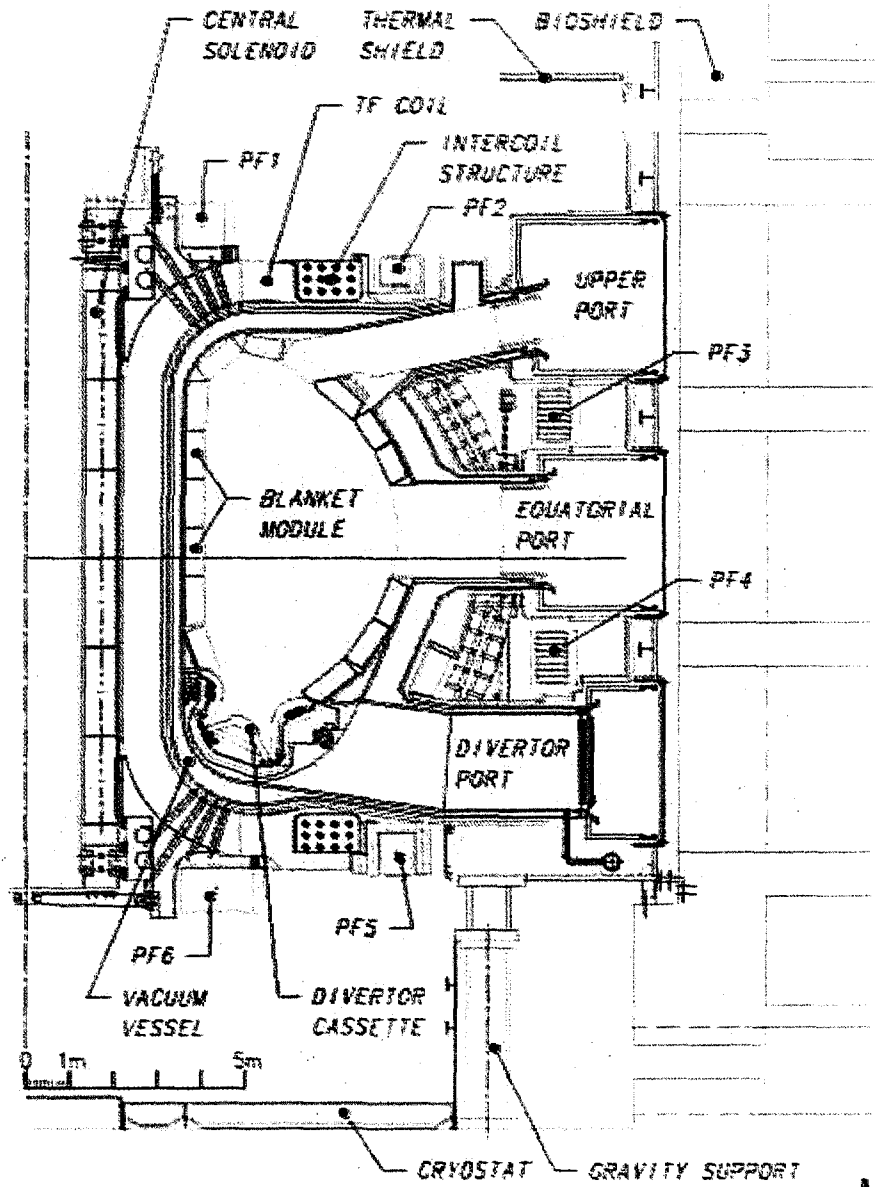 CENTRAL
SOLENOID
THERMAL
SHIELD
BIOSHIELD
TF COIL
PF1
INTERCOIL
STRUCTURE
PF2
UPPER
PORT
PF3
BLANKET
MODULE
EQUATORIAL
PORT
PF4
DIVERTOR
PORT
PF6
PF5
VACUUM
VESSEL
DIVERTOR
CASSETTE
0 1m 5m
CRYOSTAT
GRAVITY SUPPORT
a